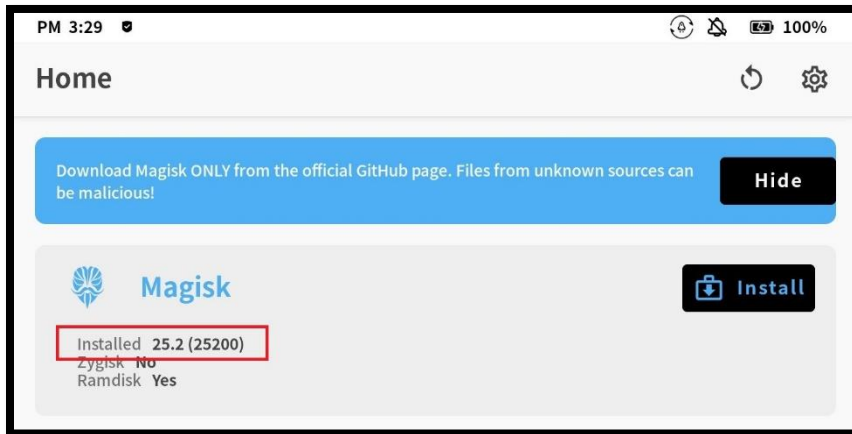 PM 3:29 100%
Home
Download Magisk ONLY from the official GitHub page. Files from unknown sources can
be malicious!
Hide
Magisk
Install
Installed 25.2 (25200)
Zygisk No
Ramdisk Yes